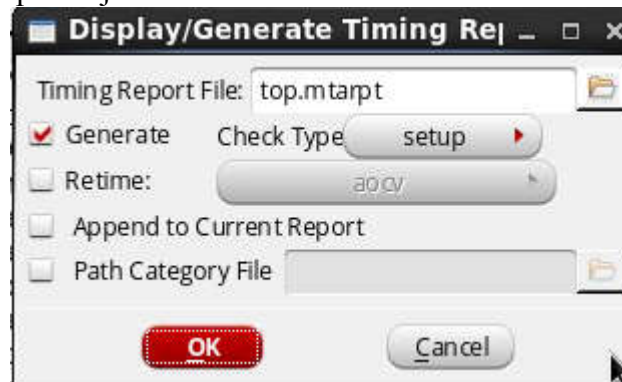 Display/Generate Timing Re
Timing Report File: top.mtarpt
Generate Check Type setup
Retime: aocv
Append to Current Report
Path Category File
OK Cancel